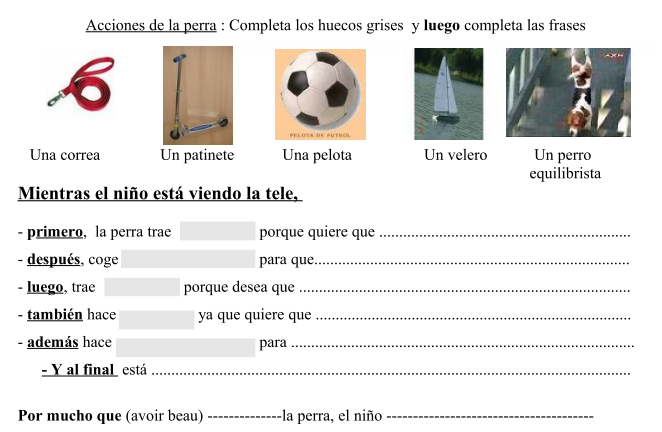 Acciones de la perra : Completa los huecos grises y luego completa las frases
PELOTA DE FUTBOL
Una correa Un patinete Una pelota Un velero Un perro equilibrista
Mientras el niño está viendo la tele,
- primero, la perra trae porque quiere que ...............................................................
- después, coge para que...............................................................................
- luego, trae porque desea que ...................................................................................
- también hace ya que quiere que ...............................................................................
- además hace para ......................................................................................
- Y al final está ........................................................................................................................
Por mucho que (avoir beau) --------------la perra, el niño ---------------------------------------